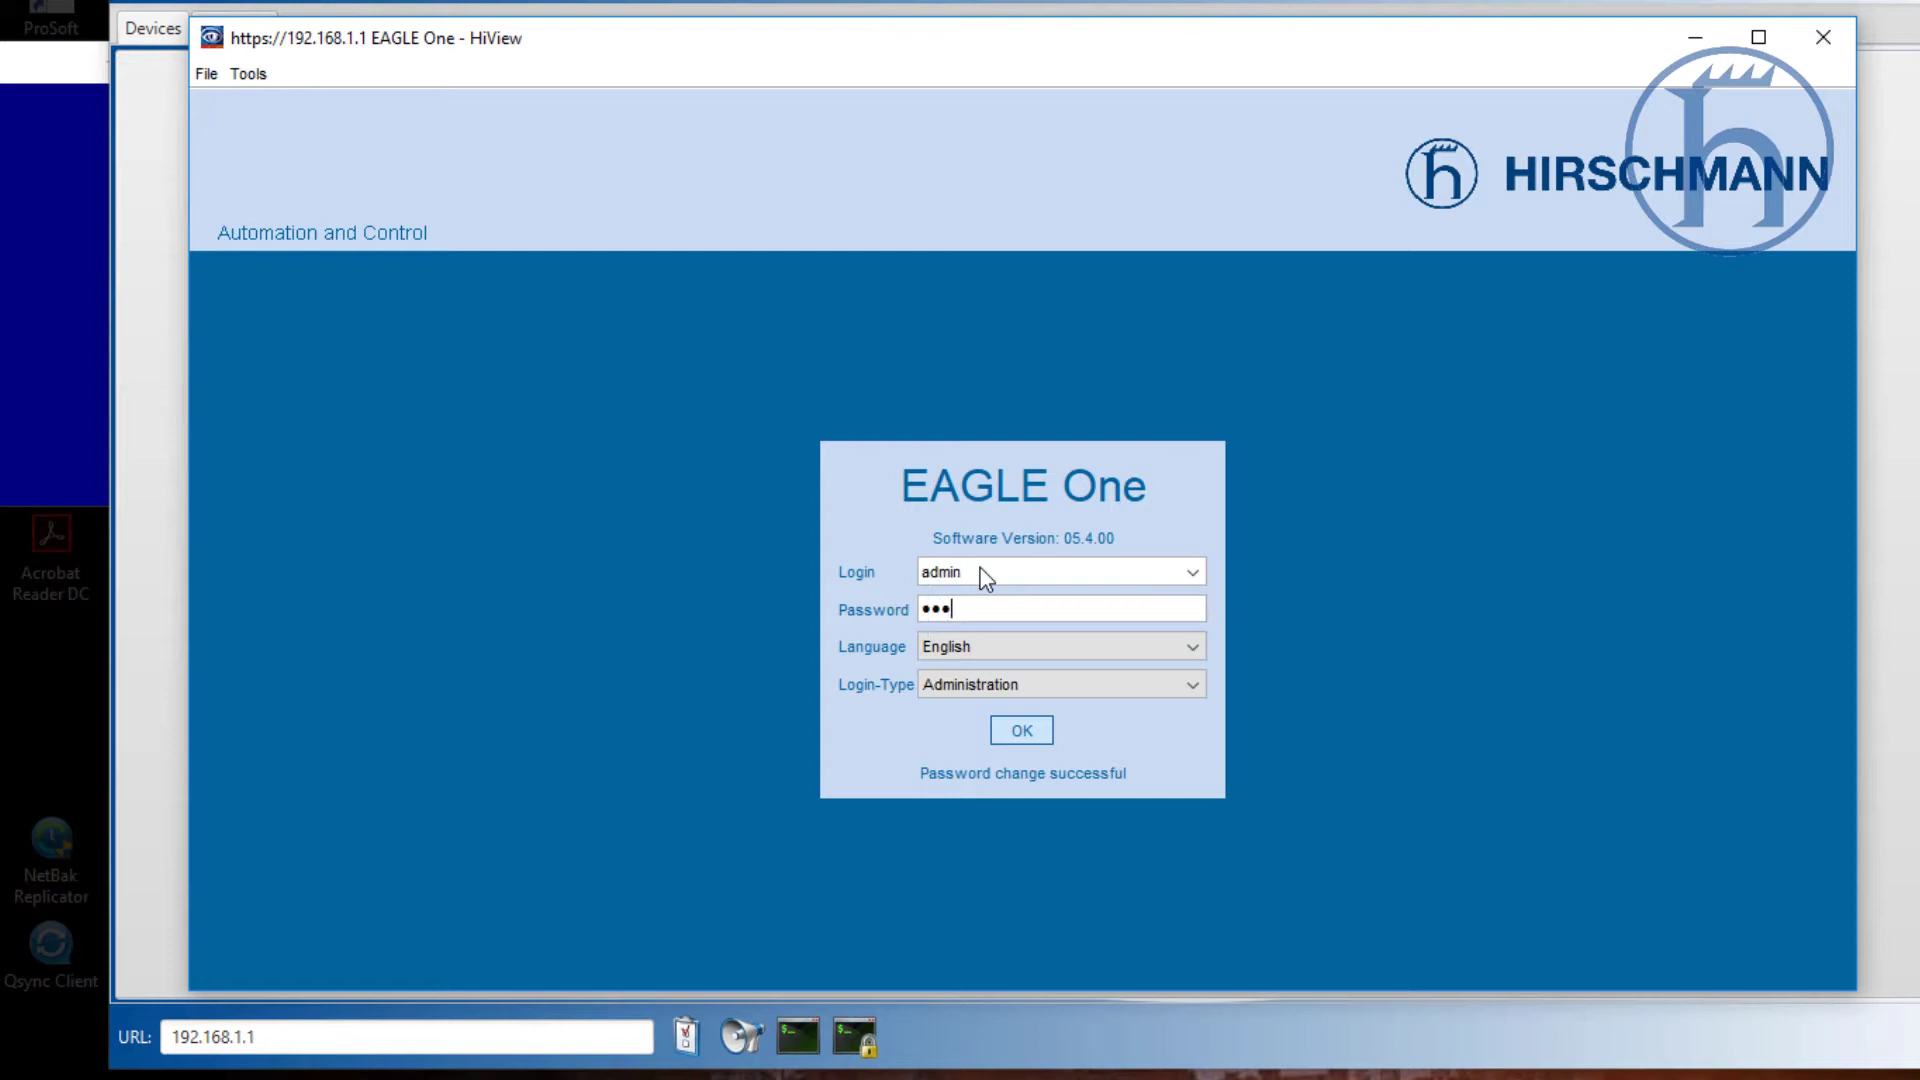 ProSoft
Devices
https://192.168.1.1 EAGLE One - HiView
File Tools
HIRSCHMANN
Automation and Control
EAGLE One
Software Version: 05.4.00
Login admin
Password •••
Language English
Login-Type Administration
OK
Password change successful
Acrobat
Reader DC
NetBak
Replicator
Qsync Client
URL: 192.168.1.1